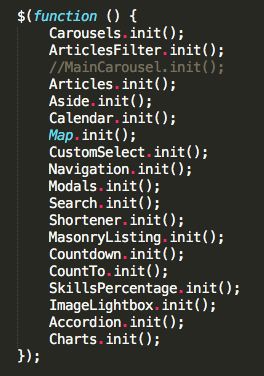 $(function () {
    Carousels.init();
    ArticlesFilter.init();
    //MainCarousel.init();
    Articles.init();
    Aside.init();
    Calendar.init();
    Map.init();
    CustomSelect.init();
    Navigation.init();
    Modals.init();
    Search.init();
    Shortener.init();
    MasonryListing.init();
    Countdown.init();
    CountTo.init();
    SkillsPercentage.init();
    ImageLightbox.init();
    Accordion.init();
    Charts.init();
});